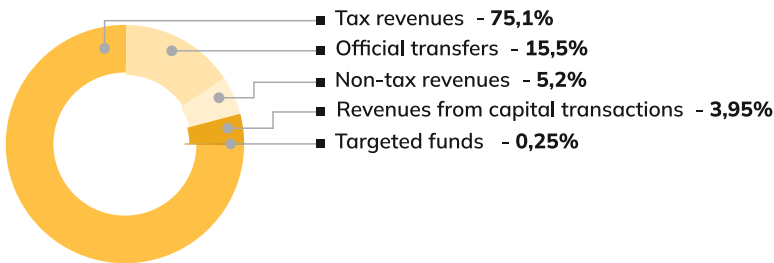 Tax revenues - 75,1%
Official transfers - 15,5%
Non-tax revenues - 5,2%
Revenues from capital transactions - 3,95%
Targeted funds - 0,25%